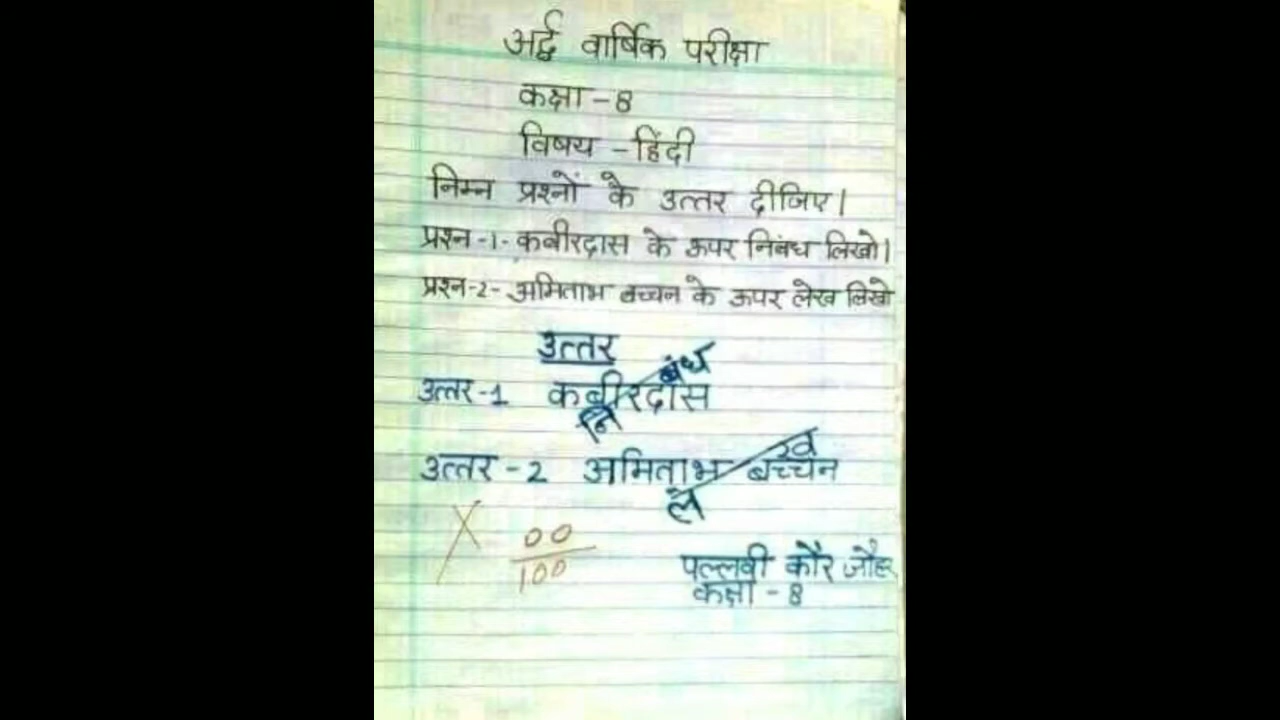 अर्द्व वार्षिक परीक्षा
कक्षा - 8
विषय - हिंदी
निम्न प्रश्नों के उत्तर दीजिए।
प्रश्न -1- कबीरदास के ऊपर निबंध लिखो।
प्रश्न-2- अमिताभ बच्चन के ऊपर लेख लिखो
उत्तर
बंध
उत्तर-1 कबीरदास
नि
ख
उत्तर -2 अमिताभ बच्चन
ले
X 00
100
पल्लवी कौर जौहर
कक्षा - 8